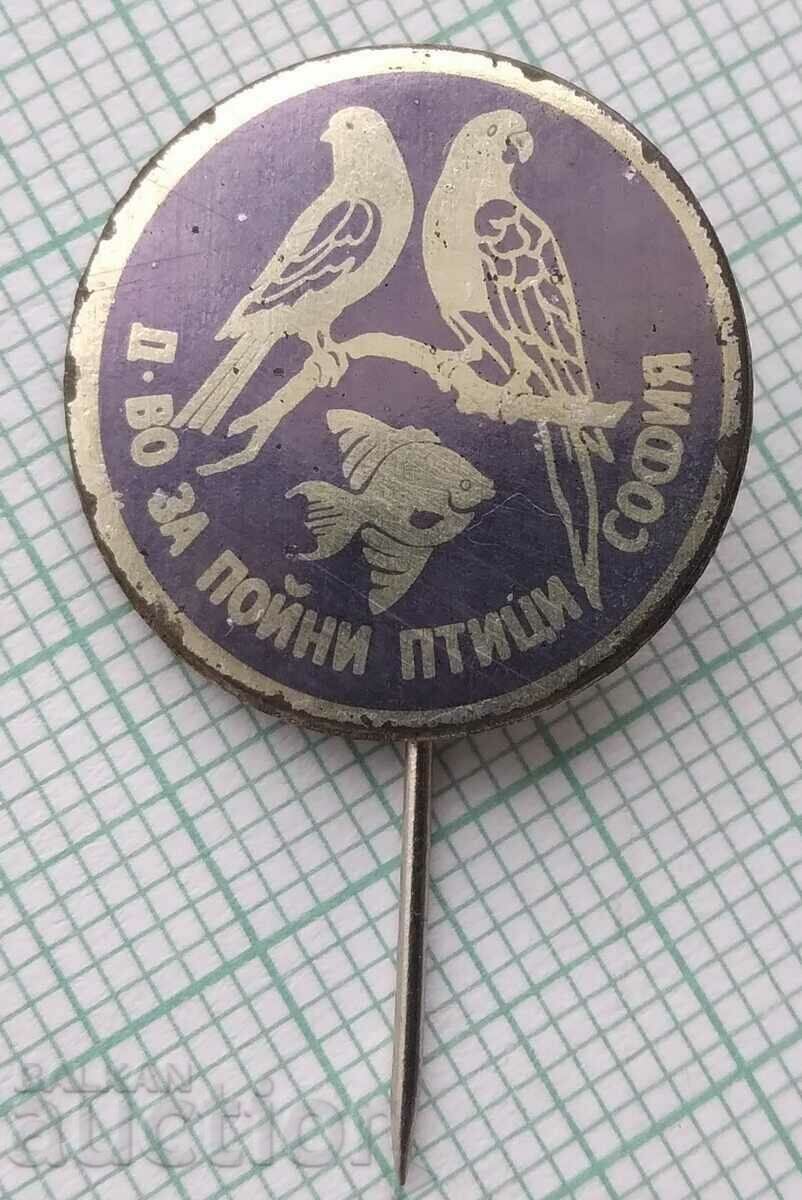 Д-ВО ЗА ПОЙНИ ПТИЦИ СОФИЯ
BALKAN
auction